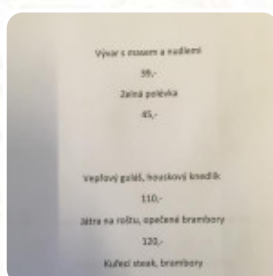 Vývar s masem a nudlemi
39,-
Zelná polévka
45,-
Vepřový guláš, houskový knedlík
110,-
Játra na roštu, opečené brambory
120,-
Kuřecí steak, brambory